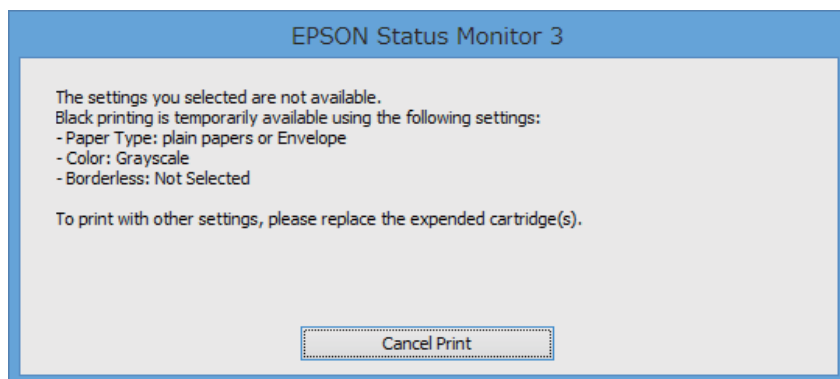 EPSON Status Monitor 3
The settings you selected are not available.
Black printing is temporarily available using the following settings:
- Paper Type: plain papers or Envelope
- Color: Grayscale
- Borderless: Not Selected
To print with other settings, please replace the expended cartridge(s).
Cancel Print